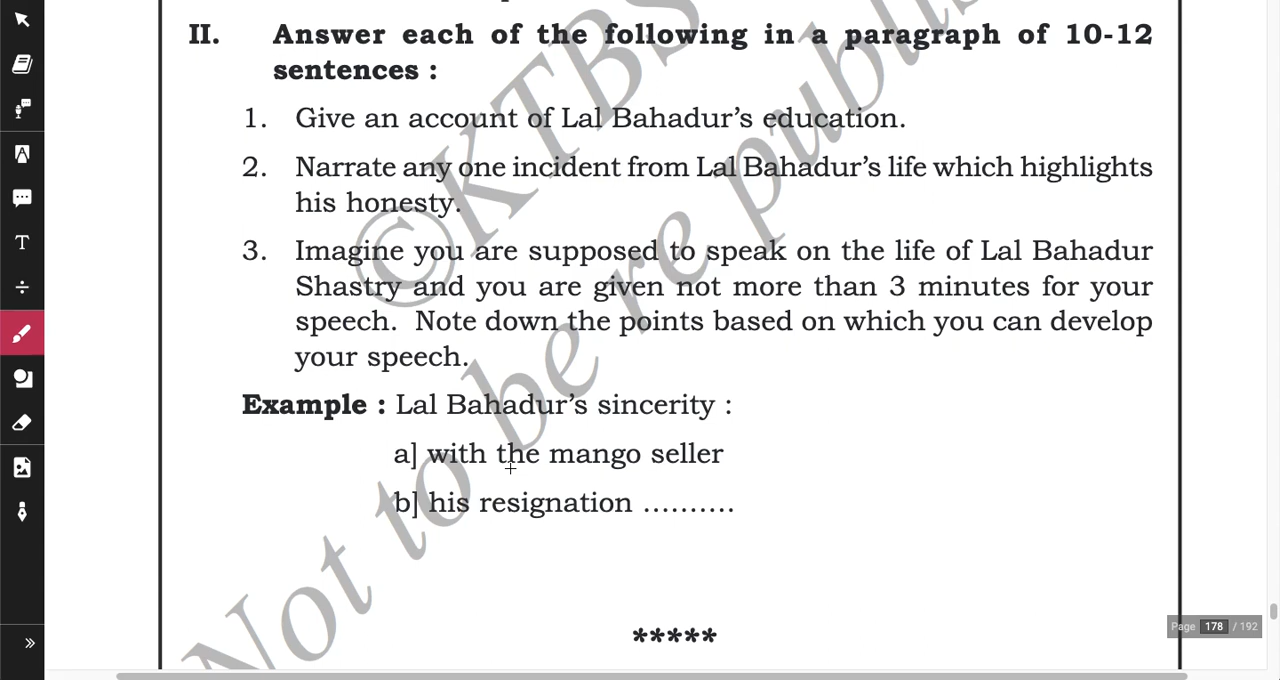 II. Answer each of the following in a paragraph of 10-12
sentences :
1. Give an account of Lal Bahadur's education.
2. Narrate any one incident from Lal Bahadur's life which highlights
his honesty.
3. Imagine you are supposed to speak on the life of Lal Bahadur
Shastry and you are given not more than 3 minutes for your
speech. Note down the points based on which you can develop
your speech.
Example : Lal Bahadur's sincerity :
a] with the mango seller
b] his resignation ..........
*****
©KTBS
Not to be republis
Page 178 / 192